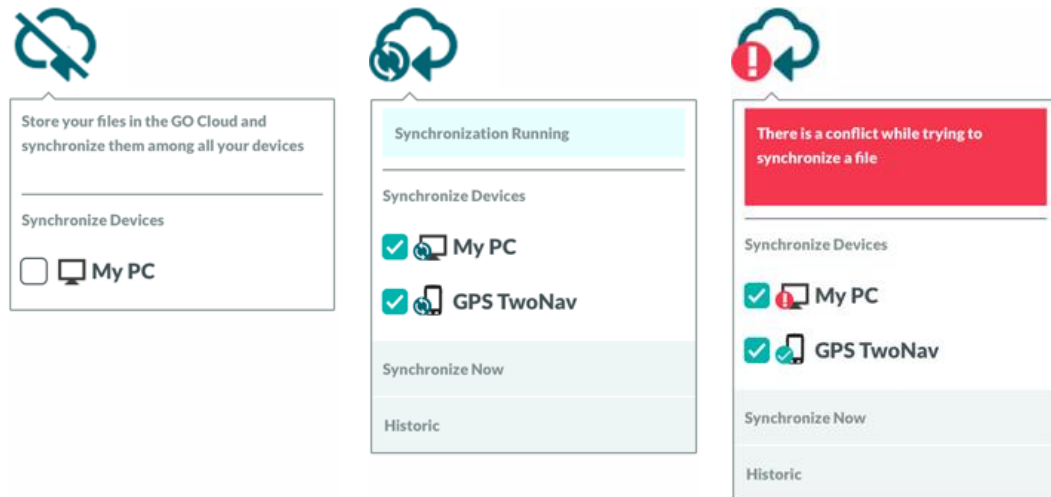 Store your files in the GO Cloud and
synchronize them among all your devices
Synchronize Devices
My PC
Synchronization Running
Synchronize Devices
My PC
GPS TwoNav
Synchronize Now
Historic
There is a conflict while trying to
synchronize a file
Synchronize Devices
My PC
GPS TwoNav
Synchronize Now
Historic